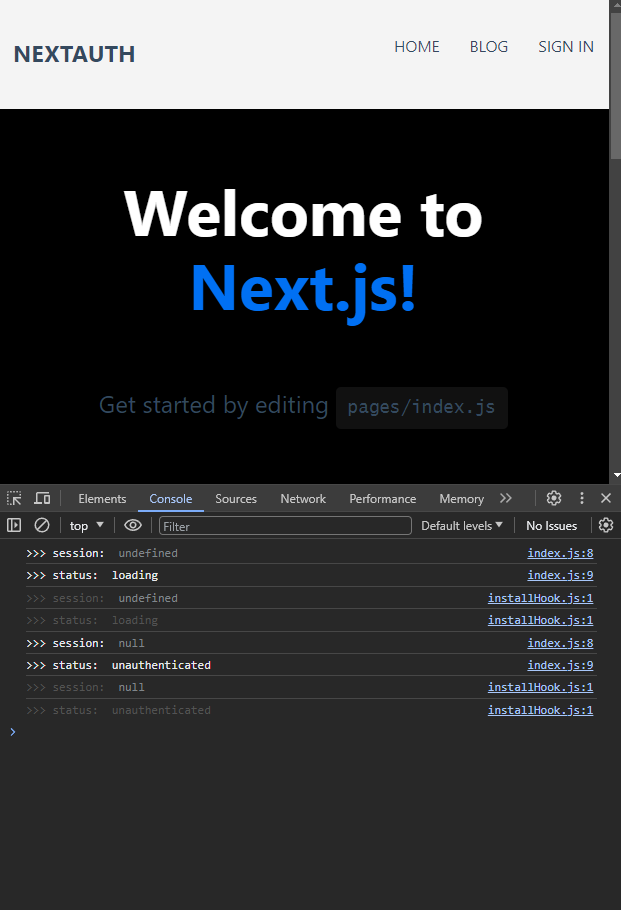 NEXTAUTH HOME BLOG SIGN IN
Welcome to
Next.js!
Get started by editing pages/index.js
Elements Console Sources Network Performance Memory
top Filter Default levels No Issues
>>> session: undefined index.js:8
>>> status: loading index.js:9
>>> session: undefined installHook.js:1
>>> status: loading installHook.js:1
>>> session: null index.js:8
>>> status: unauthenticated index.js:9
>>> session: null installHook.js:1
>>> status: unauthenticated installHook.js:1